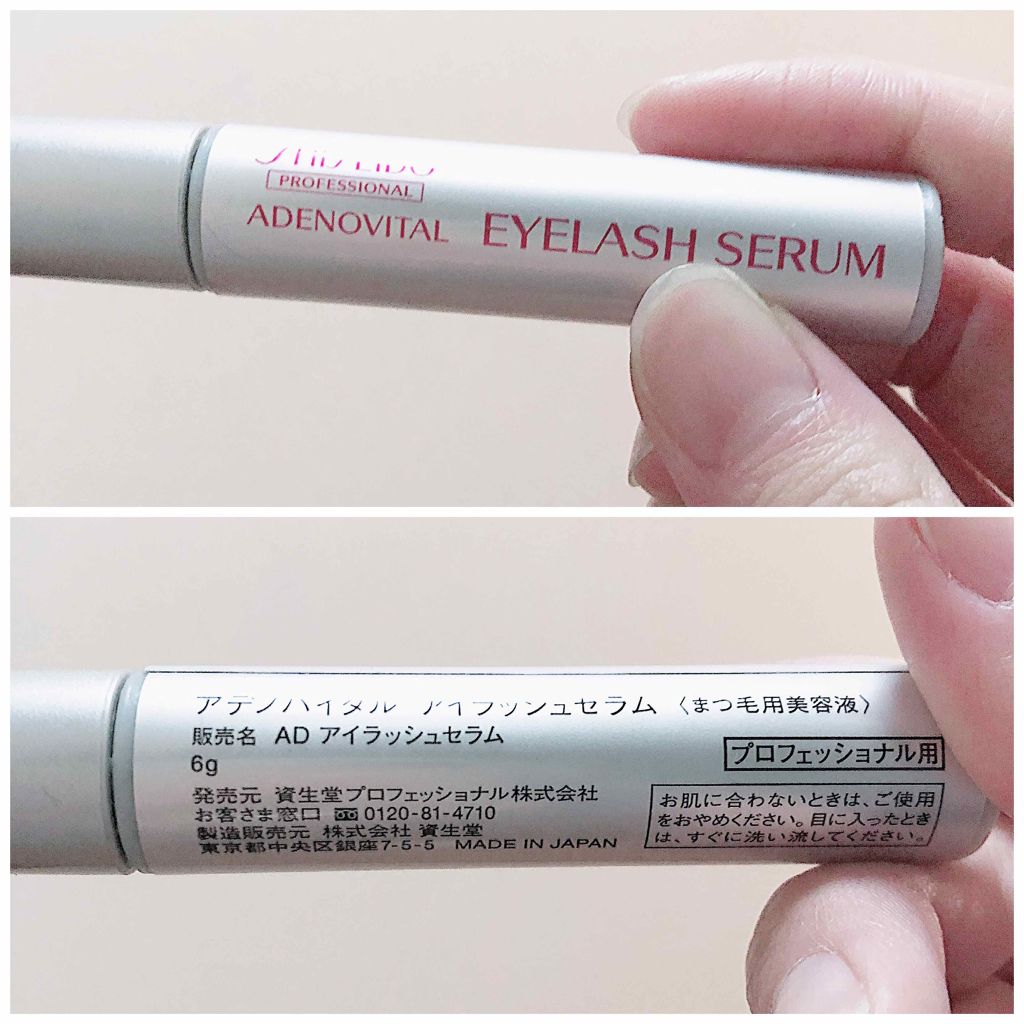 SHISEIDO
PROFESSIONAL
ADENOVITAL EYELASH SERUM
アデノバイタル アイラッシュセラム 〈まつ毛用美容液〉
販売名 AD アイラッシュセラム
6g
プロフェッショナル用
発売元 資生堂プロフェッショナル株式会社
お客さま窓口 0120-81-4710
製造販売元 株式会社 資生堂
東京都中央区銀座7-5-5 MADE IN JAPAN
お肌に合わないときは、ご使用
をおやめください。目に入ったとき
は、すぐに洗い流してください。